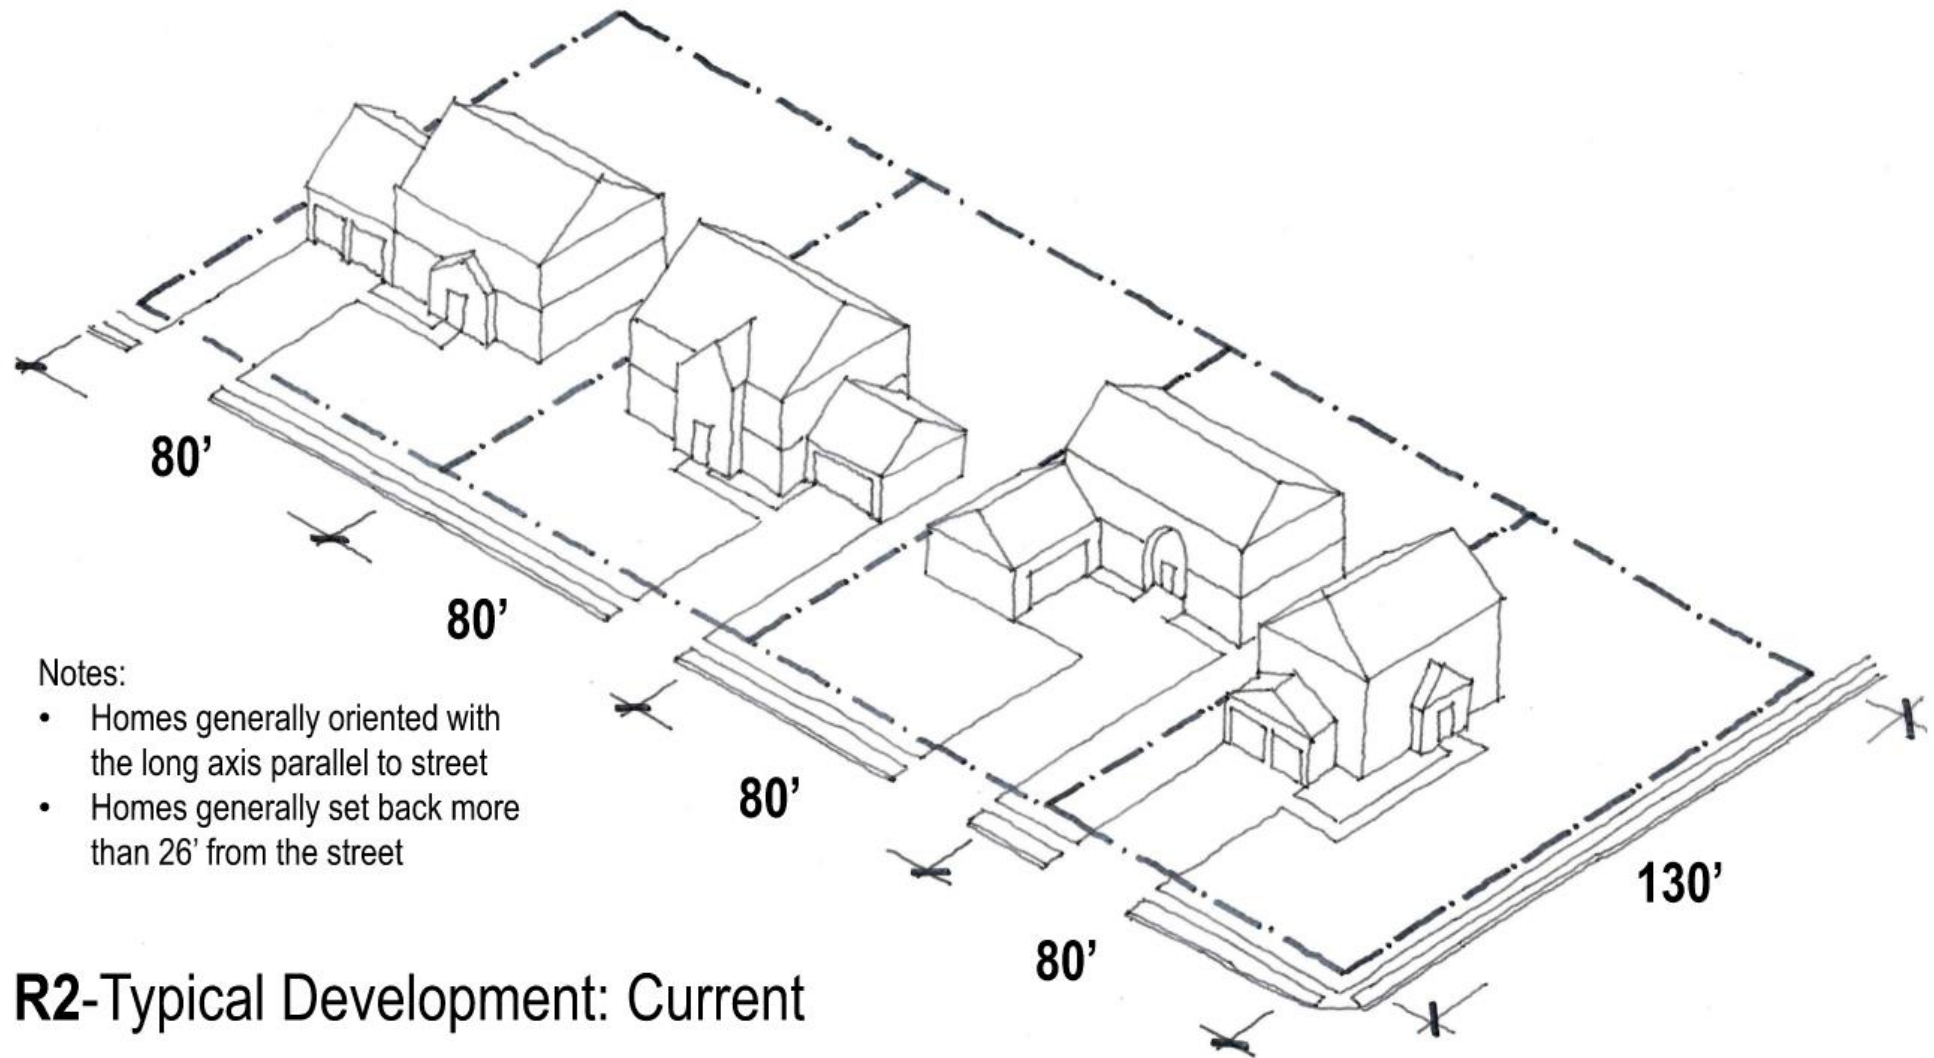 80’
80’
80’
80’
130’
Notes:
• Homes generally oriented with
the long axis parallel to street
• Homes generally set back more
than 26’ from the street
R2-Typical Development: Current